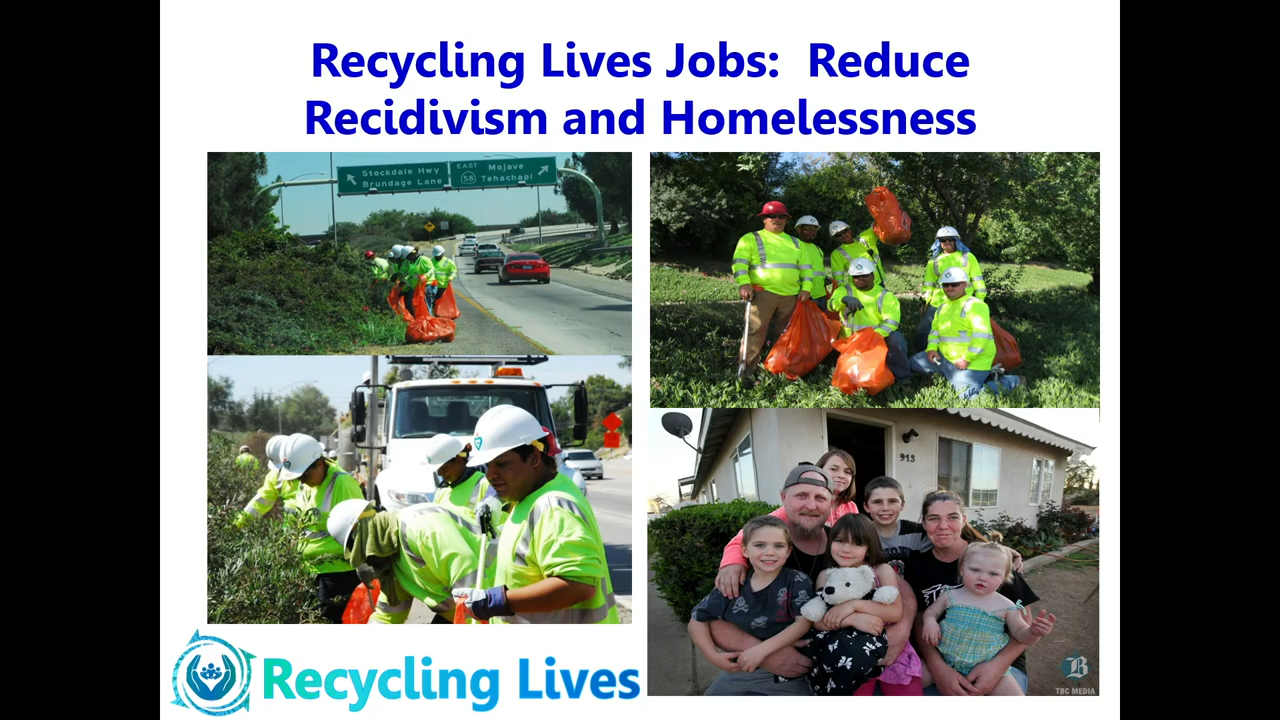 Recycling Lives Jobs:  Reduce
Recidivism and Homelessness
Stockdale Hwy
Brundage Lane
EAST
58
Mojave
Tehachapi
913
B
TBC MEDIA
Recycling Lives